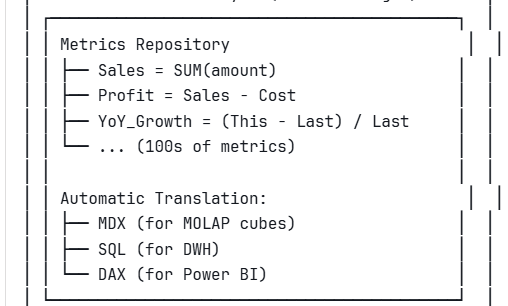 Metrics Repository
├── Sales = SUM(amount)
├── Profit = Sales - Cost
├── YoY_Growth = (This - Last) / Last
└── ... (100s of metrics)
Automatic Translation:
├── MDX (for MOLAP cubes)
├── SQL (for DWH)
└── DAX (for Power BI)